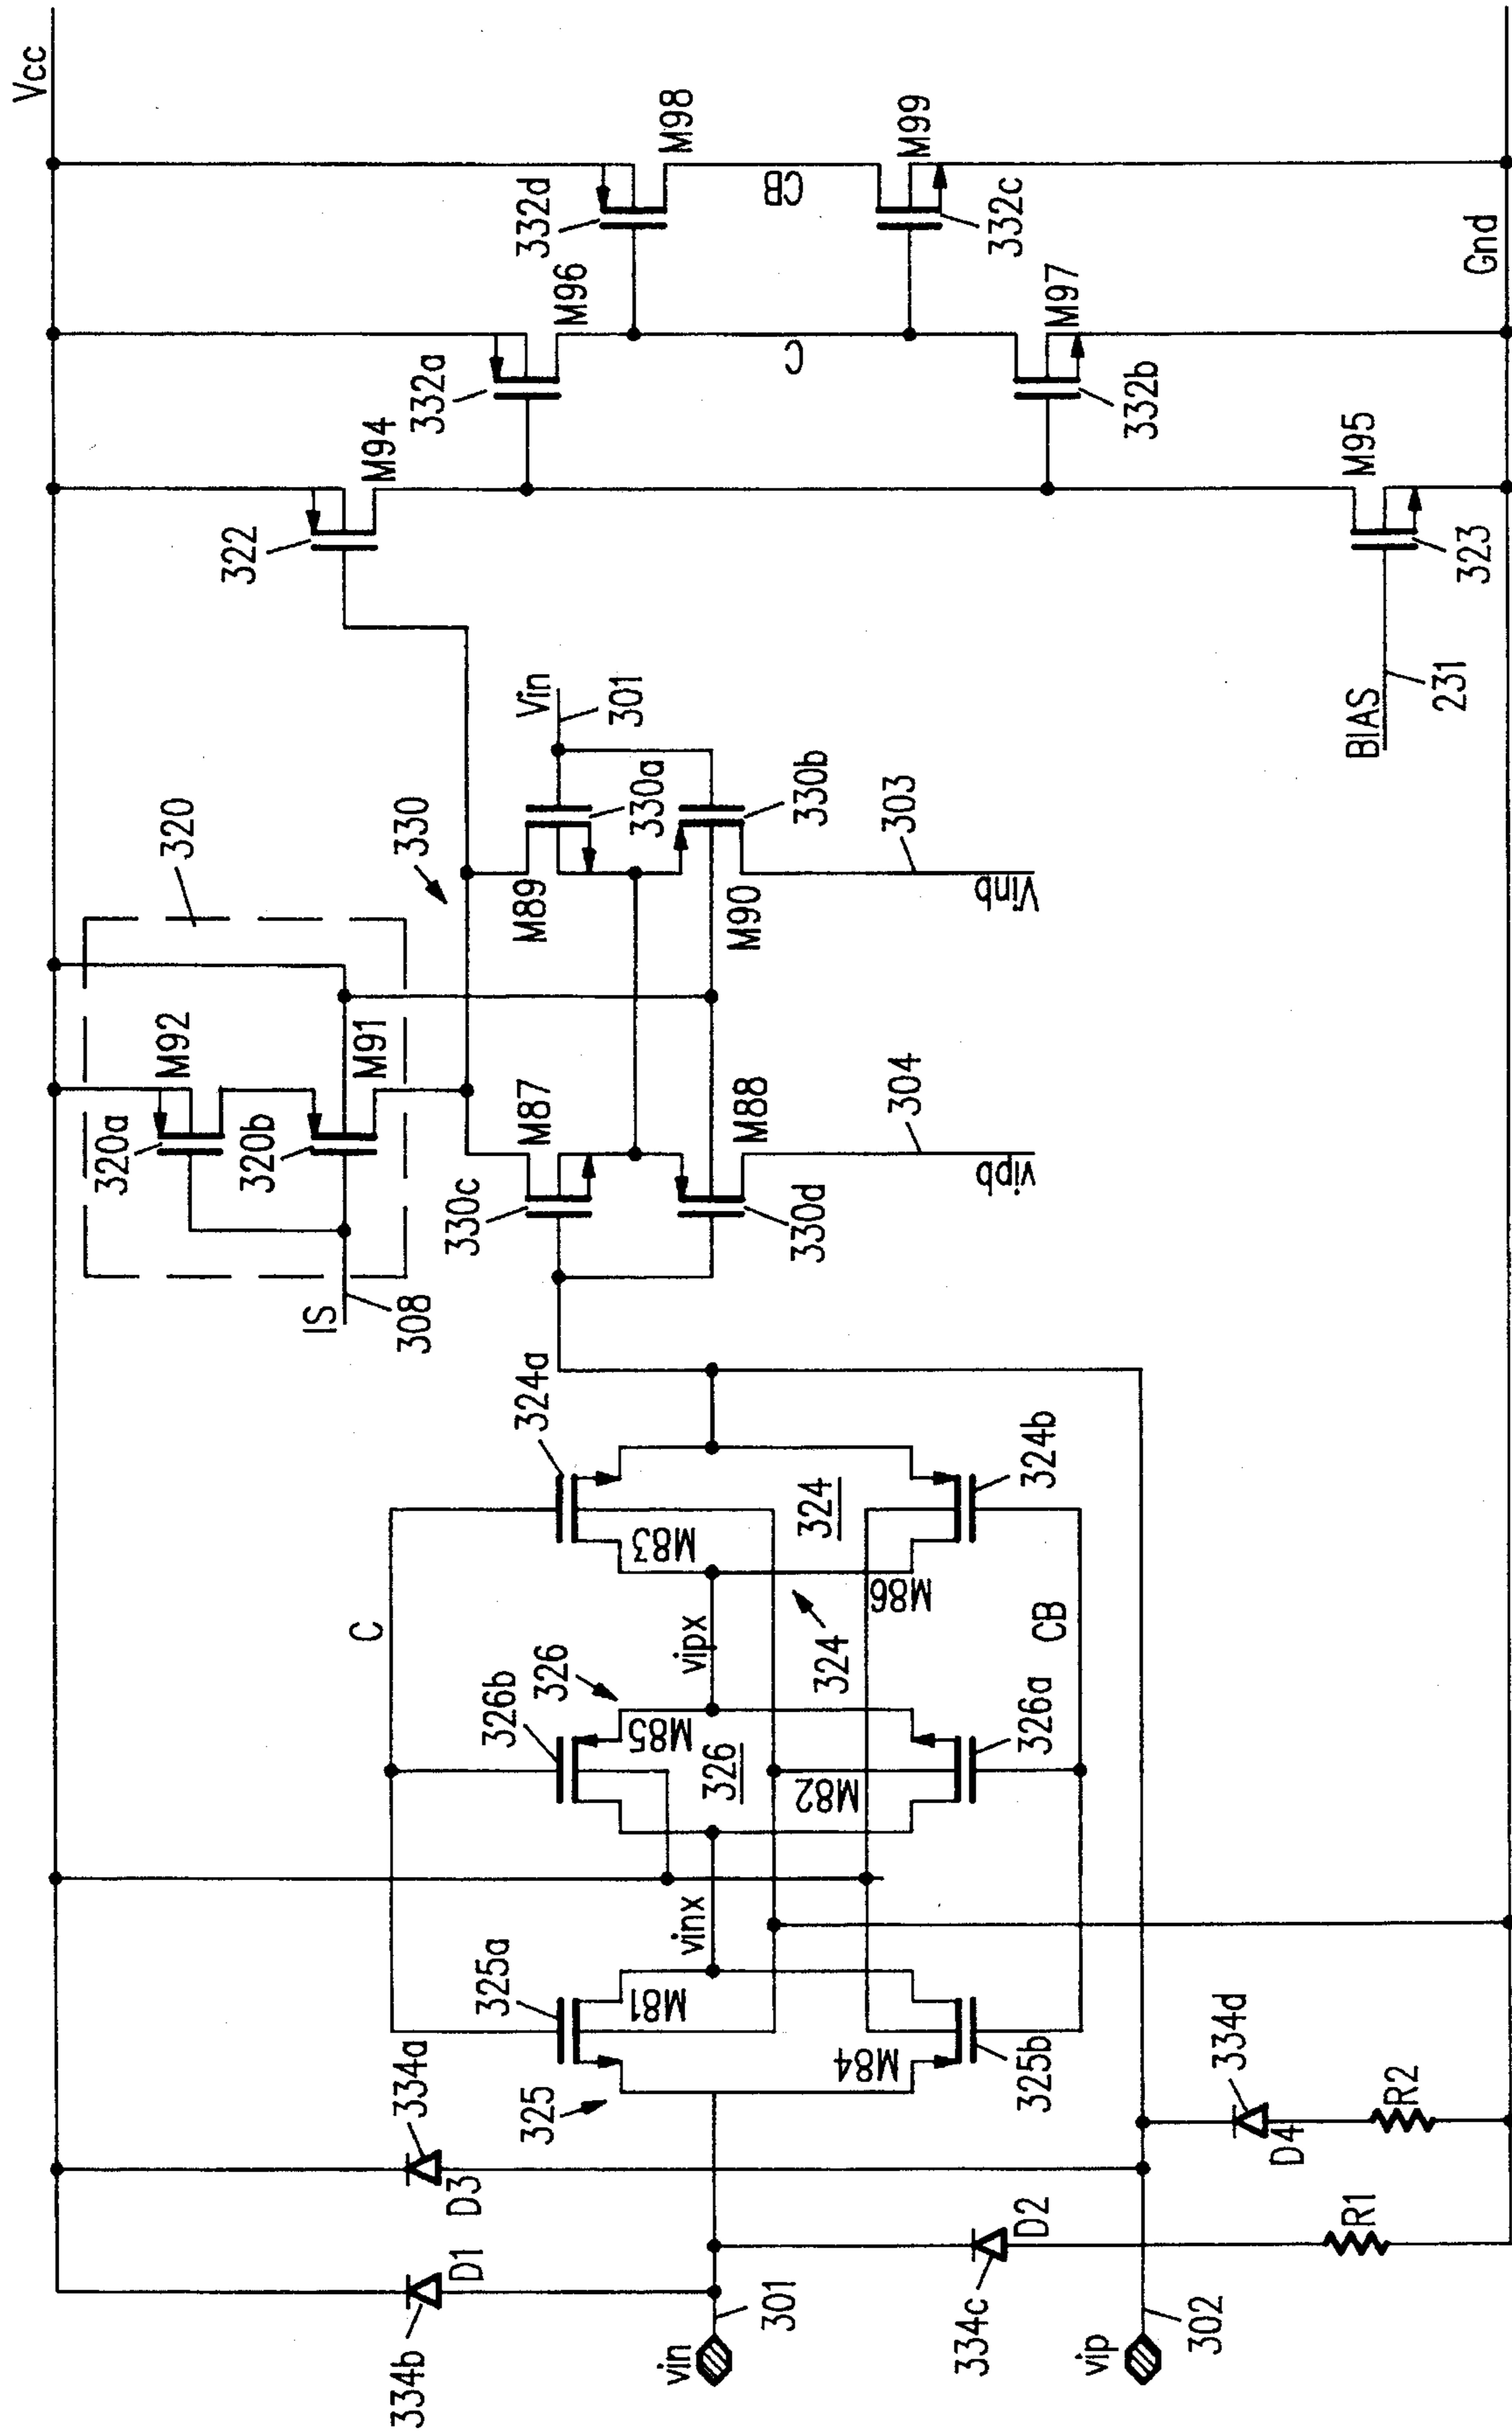 Vcc
334b
D1
334a
D3
vin
301
334c
D2
R1
vip
302
334d
D4
R2
325
325a
M81
M84
325b
vinx
C
326b
326
M85
326
M82
326a
vipx
324
CB
324a
M83
324
M86
324b
IS
308
320
320a
M92
320b
M91
330
330c
M87
330d
M88
304
vipb
M89
330a
M90
330b
303
Vinb
Vin
301
322
M94
BIAS
231
323
M95
332a
M96
C
332b
M97
332d
M98
CB
332c
M99
Gnd